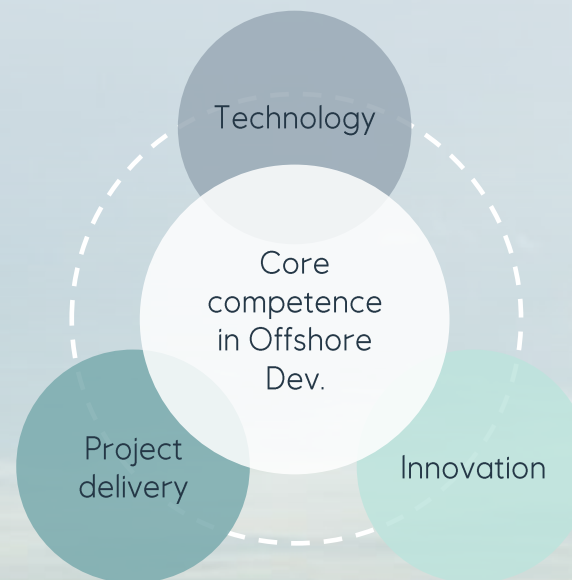 Technology
Core
competence
in Offshore
Dev.
Project
delivery
Innovation